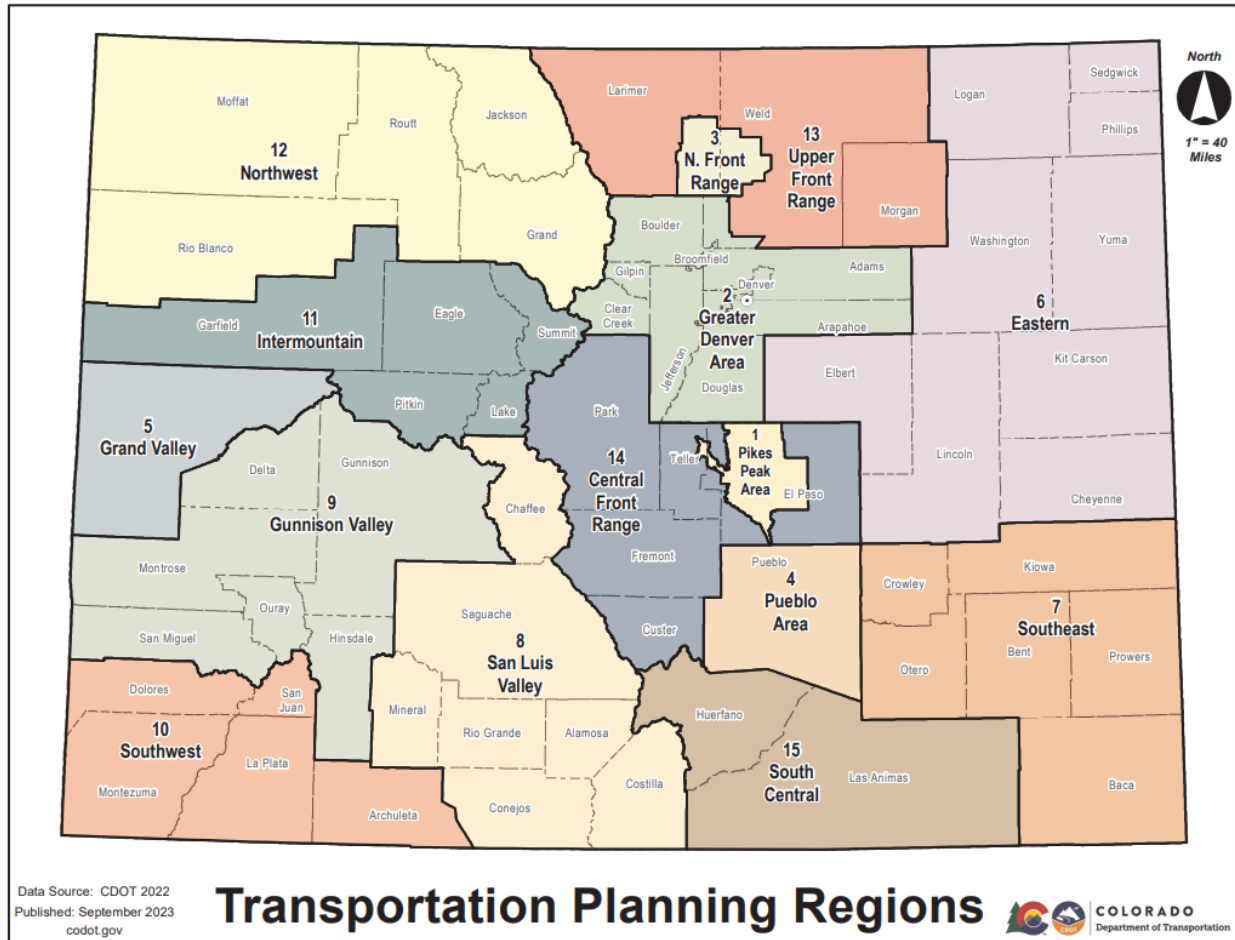 North
1" = 40
Miles
Moffat
Routt
Jackson
Larimer
Weld
Logan
Sedgwick
Phillips
12
Northwest
3
N. Front
Range
13
Upper
Front
Range
Morgan
Rio Blanco
Grand
Boulder
Broomfield
Gilpin
Denver
Adams
Washington
Yuma
Clear
Creek
2
Greater
Denver
Area
Arapahoe
Jefferson
Douglas
6
Eastern
Garfield
11
Intermountain
Eagle
Summit
Pitkin
Lake
Elbert
Kit Carson
Lincoln
Cheyenne
5
Grand Valley
Park
Teller
14
Central
Front
Range
1
Pikes
Peak
Area
El Paso
Delta
Gunnison
9
Gunnison Valley
Chaffee
Fremont
Custer
Pueblo
4
Pueblo
Area
Montrose
Ouray
San Miguel
Hinsdale
Saguache
8
San Luis
Valley
Mineral
Rio Grande
Alamosa
Conejos
Costilla
Crowley
Kiowa
7
Southeast
Otero
Bent
Prowers
Baca
Dolores
San
Juan
10
Southwest
La Plata
Montezuma
Archuleta
Huerfano
15
South
Central
Las Animas
Data Source: CDOT 2022
Published: September 2023
codot.gov
Transportation Planning Regions
CDOT
COLORADO
Department of Transportation